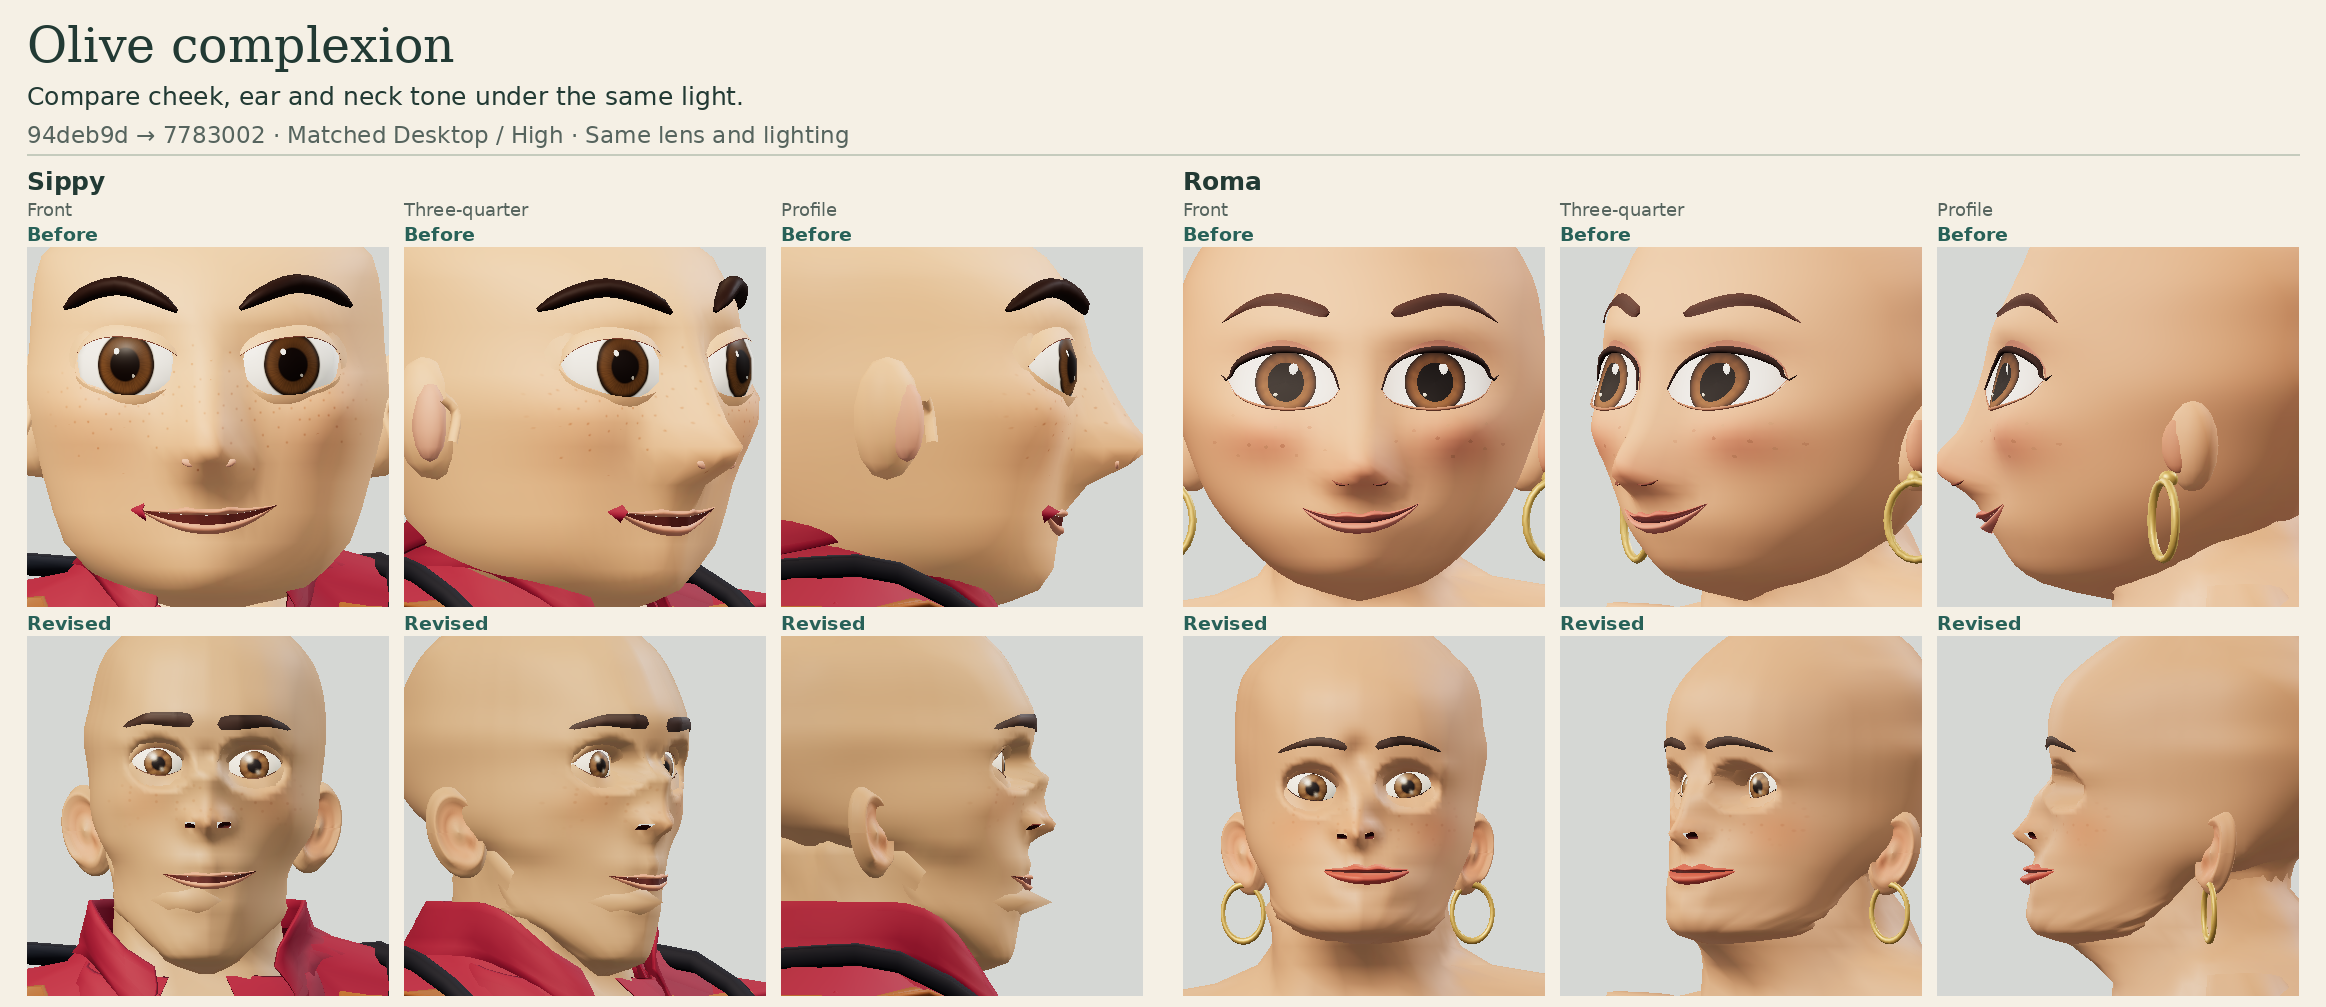 Olive complexion
Compare cheek, ear and neck tone under the same light.
94deb9d → 7783002 · Matched Desktop / High · Same lens and lighting
Sippy
Front
Before
Three-quarter
Before
Profile
Before
Revised
Revised
Revised
Roma
Front
Before
Three-quarter
Before
Profile
Before
Revised
Revised
Revised